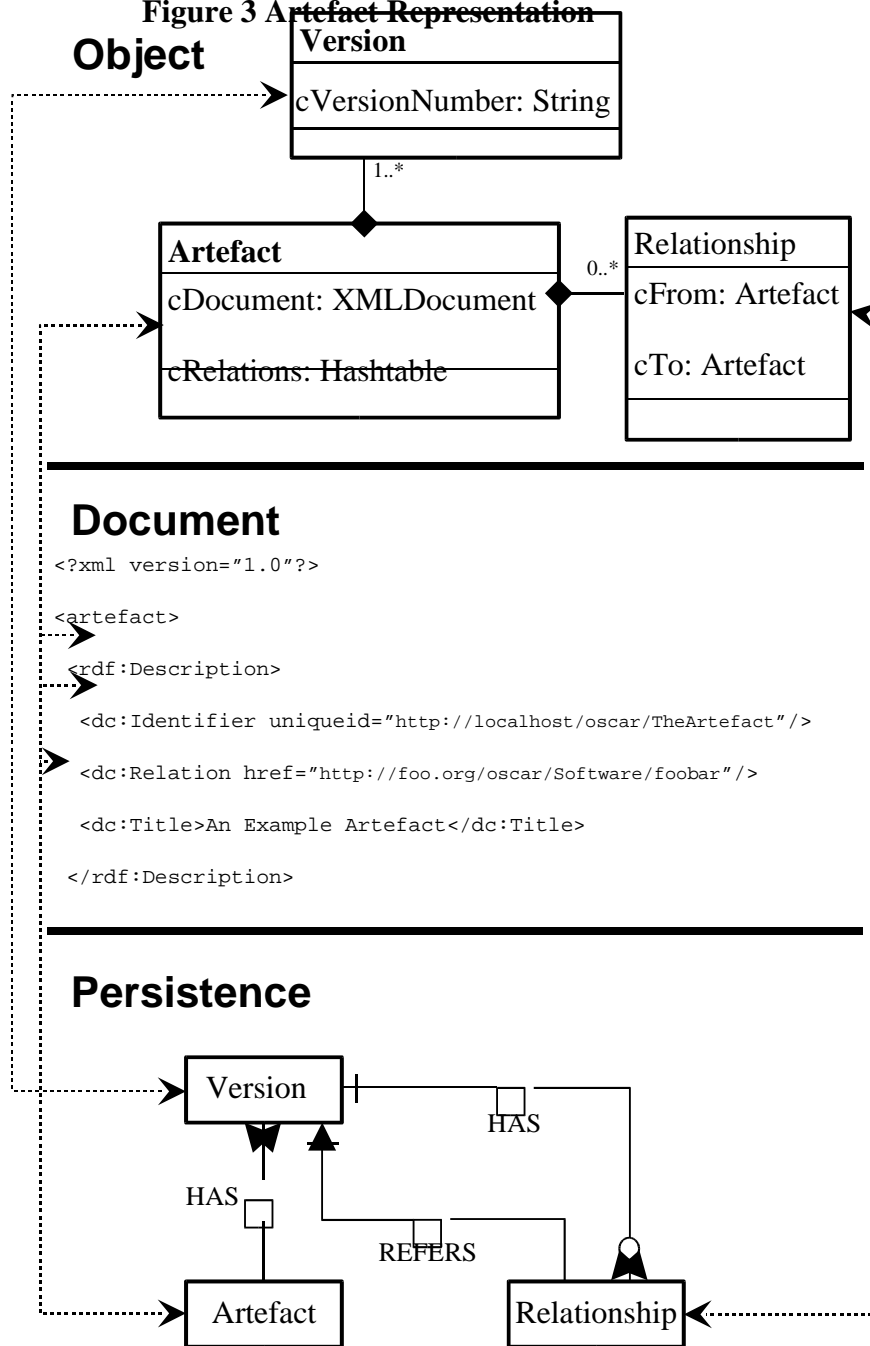 Figure 3 Artefact Representation
Object
Version
cVersionNumber: String
1..*
Artefact
cDocument: XMLDocument
cRelations: Hashtable
0..*
Relationship
cFrom: Artefact
cTo: Artefact
Document
<?xml version="1.0"?>
<artefact>
<rdf:Description>
<dc:Identifier uniqueid="http://localhost/oscar/TheArtefact"/>
<dc:Relation href="http://foo.org/oscar/Software/foobar"/>
<dc:Title>An Example Artefact</dc:Title>
</rdf:Description>
Persistence
Version
HAS
HAS
REFERS
Artefact
Relationship